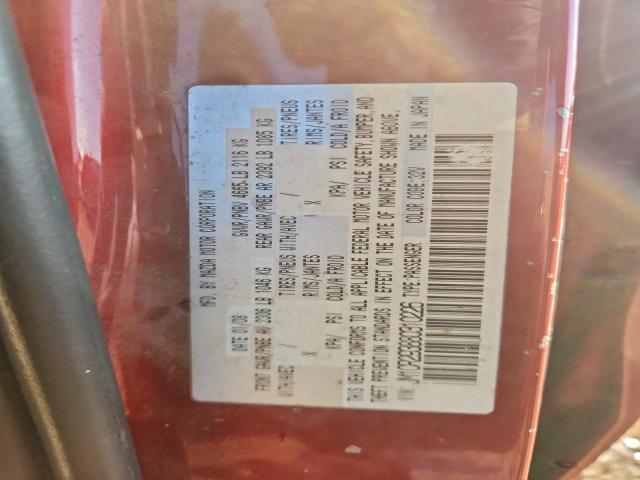 MFD. BY MAZDA MOTOR CORPORATION
DATE 01/06 GVWR/PNBV 4665 LB 2116 KG
FRONT GAWR/PNBE AV 2306 LB 1046 KG REAR GAWR/PNBE AR 2392 LB 1085 KG
WITH/AVEC / TIRES/PNEUS WITH/AVEC / TIRES/PNEUS
X RIMS/JANTES X RIMS/JANTES
KPA/ PSI COLD/A FROID KPA/ PSI COLD/A FROID
THIS VEHICLE CONFORMS TO ALL APPLICABLE FEDERAL MOTOR VEHICLE SAFETY, BUMPER, AND
THEFT PREVENTION STANDARDS IN EFFECT ON THE DATE OF MANUFACTURE SHOWN ABOVE.
TYPE:PASSENGER COLOR CODE:22V MADE IN JAPAN